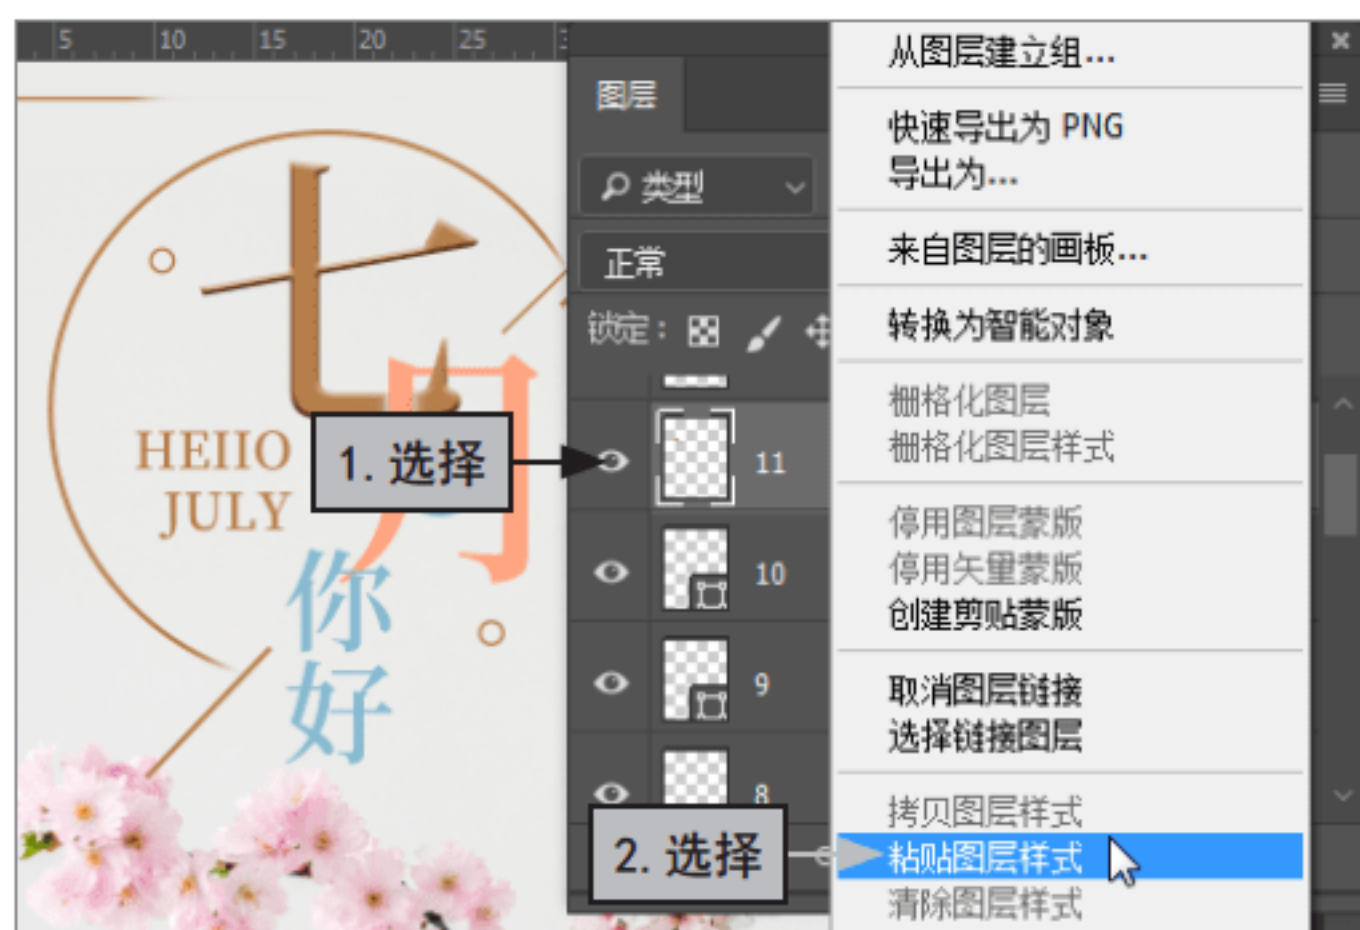 5 10 15 20 25
七
月
HEIIO
JULY
你
好
1. 选择
图层
类型
正常
锁定：
11
10
9
8
2. 选择
从图层建立组...
快速导出为 PNG
导出为...
来自图层的画板...
转换为智能对象
栅格化图层
栅格化图层样式
停用图层蒙版
停用矢量蒙版
创建剪贴蒙版
取消图层链接
选择链接图层
拷贝图层样式
粘贴图层样式
清除图层样式